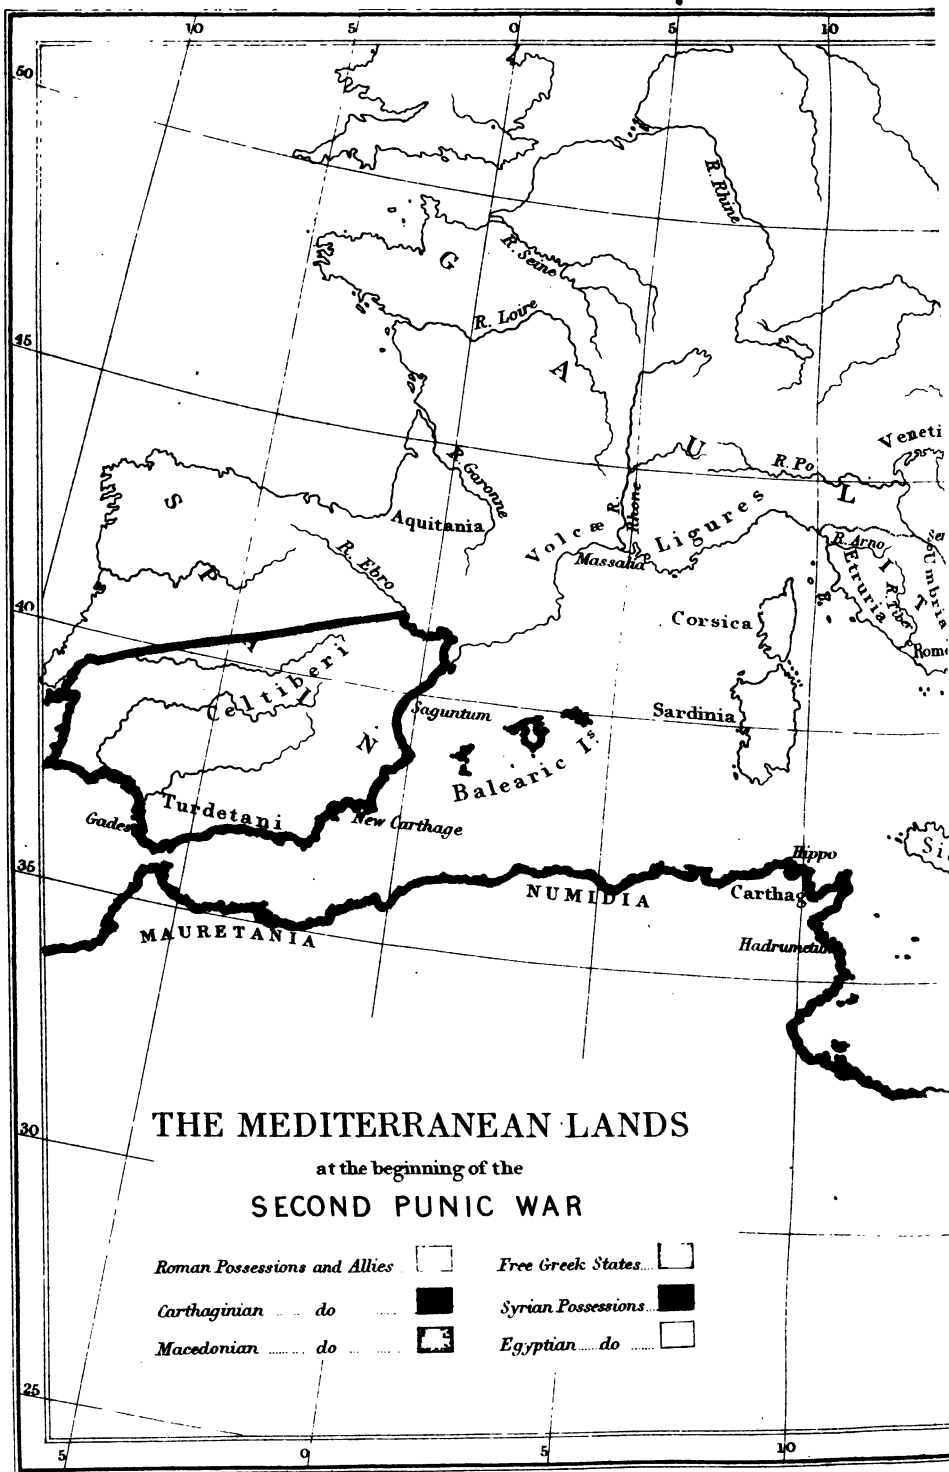 10 5 0 5 10
50
R. Rhine
G
R. Seine
R. Loire
45
A
U
Veneti
R. Po
L
S
R. Garonne
Aquitania
Volcæ
R. Rhone
Ligures
Massalia
R. Arno
Etruria
I
R. Tiber
T
Umbria
P
R. Ebro
40
Corsica
A
Celtiberi
I
N.
Saguntum
Sardinia
Balearic Is.
Turdetani
Gades
New Carthage
Si
Hippo
35
NUMIDIA
Carthag
MAURETANIA
Hadrumetum
THE MEDITERRANEAN LANDS
at the beginning of the
SECOND PUNIC WAR
30
Roman Possessions and Allies
Free Greek States
Carthaginian do
Syrian Possessions
Macedonian do
Egyptian do
25
5 0 5 10